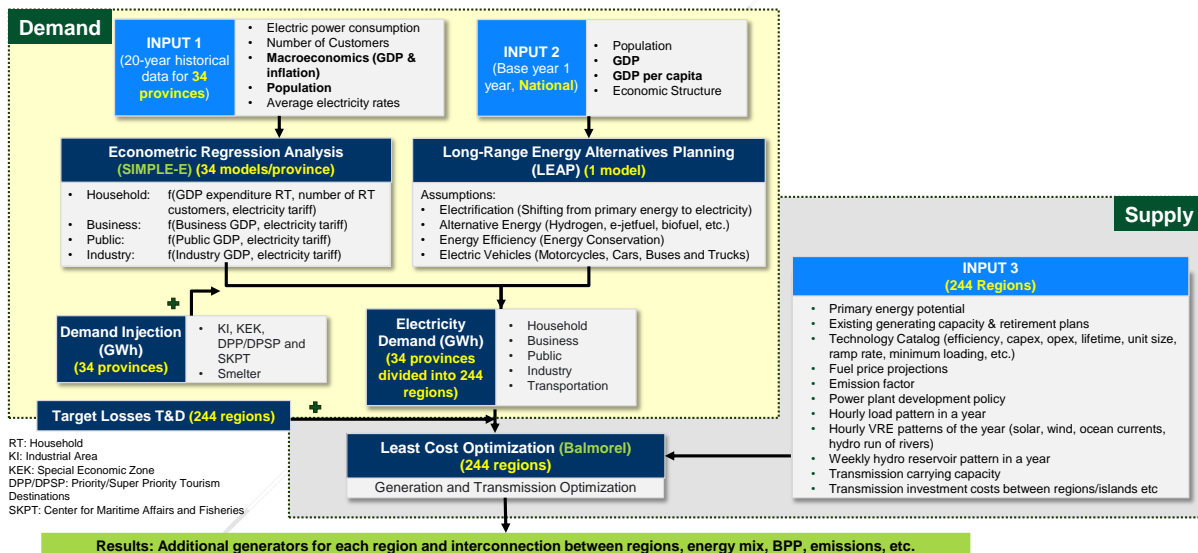 Demand
INPUT 1
(20-year historical
data for 34
provinces)
• Electric power consumption
• Number of Customers
• Macroeconomics (GDP &
inflation)
• Population
• Average electricity rates
INPUT 2
(Base year 1
year, National)
• Population
• GDP
• GDP per capita
• Economic Structure
Econometric Regression Analysis
(SIMPLE-E) (34 models/province)
• Household: f(GDP expenditure RT, number of RT
customers, electricity tariff)
• Business: f(Business GDP, electricity tariff)
• Public: f(Public GDP, electricity tariff)
• Industry: f(Industry GDP, electricity tariff)
Long-Range Energy Alternatives Planning
(LEAP) (1 model)
Assumptions:
• Electrification (Shifting from primary energy to electricity)
• Alternative Energy (Hydrogen, e-jetfuel, biofuel, etc.)
• Energy Efficiency (Energy Conservation)
• Electric Vehicles (Motorcycles, Cars, Buses and Trucks)
Supply
INPUT 3
(244 Regions)
• Primary energy potential
• Existing generating capacity & retirement plans
• Technology Catalog (efficiency, capex, opex, lifetime, unit size,
ramp rate, minimum loading, etc.)
• Fuel price projections
• Emission factor
• Power plant development policy
• Hourly load pattern in a year
• Hourly VRE patterns of the year (solar, wind, ocean currents,
hydro run of rivers)
• Weekly hydro reservoir pattern in a year
• Transmission carrying capacity
• Transmission investment costs between regions/islands etc
Demand Injection
(GWh)
(34 provinces)
• KI, KEK,
DPP/DPSP and
SKPT
• Smelter
Electricity
Demand (GWh)
(34 provinces
divided into 244
regions)
• Household
• Business
• Public
• Industry
• Transportation
Target Losses T&D (244 regions)
Least Cost Optimization (Balmorel)
(244 regions)
Generation and Transmission Optimization
RT: Household
KI: Industrial Area
KEK: Special Economic Zone
DPP/DPSP: Priority/Super Priority Tourism
Destinations
SKPT: Center for Maritime Affairs and Fisheries
Results: Additional generators for each region and interconnection between regions, energy mix, BPP, emissions, etc.